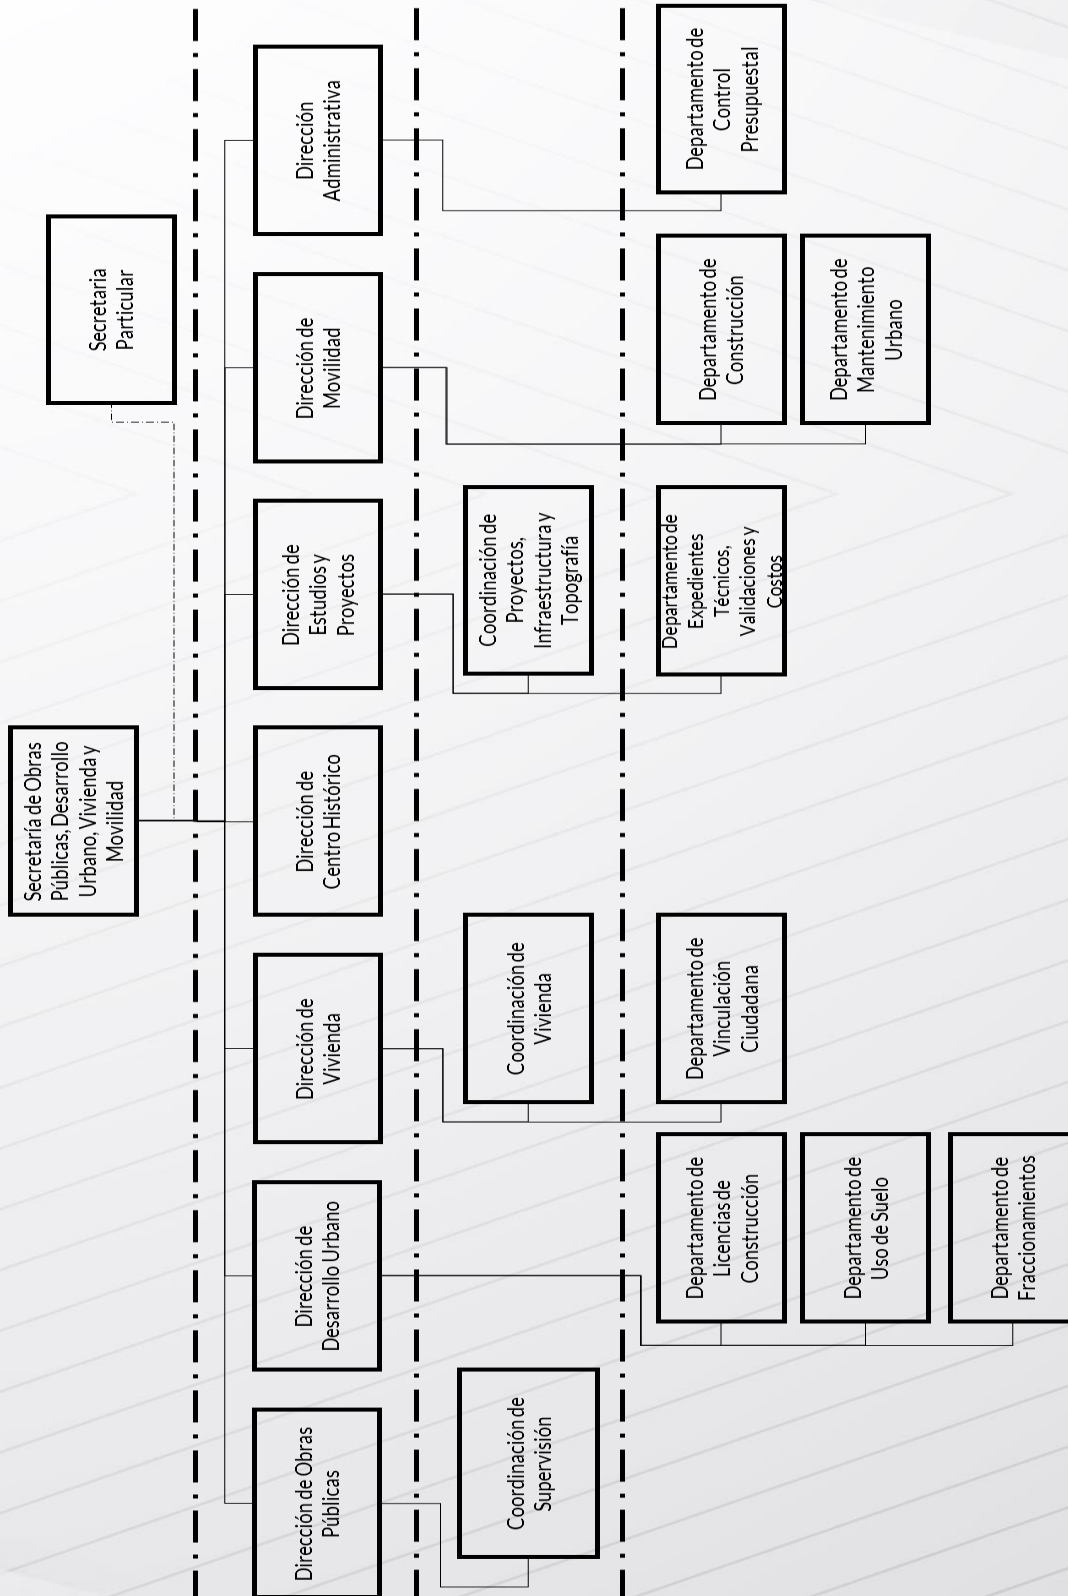 Secretaría de Obras
Públicas, Desarrollo
Urbano, Vivienda y
Movilidad
Secretaria
Particular
Dirección de Obras
Públicas
Dirección de
Desarrollo Urbano
Dirección de
Vivienda
Dirección de
Centro Histórico
Dirección de
Estudios y
Proyectos
Dirección de
Movilidad
Dirección
Administrativa
Coordinación de
Supervisión
Coordinación de
Vivienda
Coordinación de
Proyectos,
Infraestructura y
Topografía
Departamento de
Licencias de
Construcción
Departamento de
Vinculación
Ciudadana
Departamento de
Expedientes
Técnicos,
Validaciones y
Costos
Departamento de
Construcción
Departamento de
Control
Presupuestal
Departamento de
Uso de Suelo
Departamento de
Mantenimiento
Urbano
Departamento de
Fraccionamientos